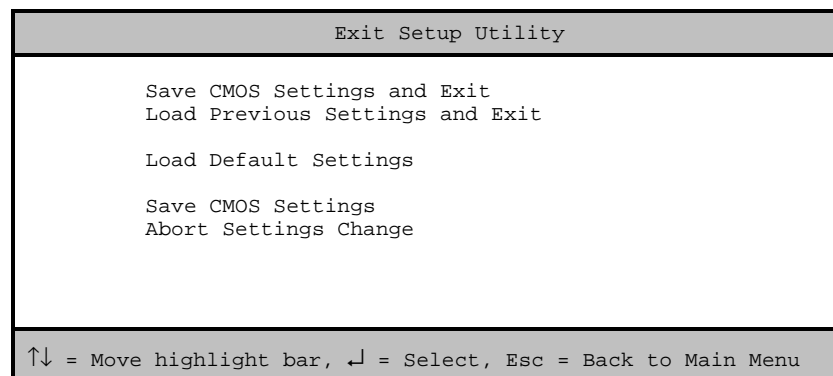 Exit Setup Utility
Save CMOS Settings and Exit
Load Previous Settings and Exit
Load Default Settings
Save CMOS Settings
Abort Settings Change
↑↓ = Move highlight bar, ↵ = Select, Esc = Back to Main Menu